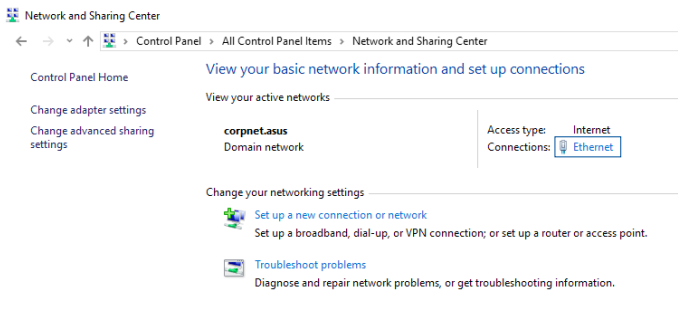 Network and Sharing Center
Control Panel > All Control Panel Items > Network and Sharing Center
Control Panel Home
Change adapter settings
Change advanced sharing
settings
View your basic network information and set up connections
View your active networks
corpnet.asus
Domain network
Access type: Internet
Connections: Ethernet
Change your networking settings
Set up a new connection or network
Set up a broadband, dial-up, or VPN connection; or set up a router or access point.
Troubleshoot problems
Diagnose and repair network problems, or get troubleshooting information.